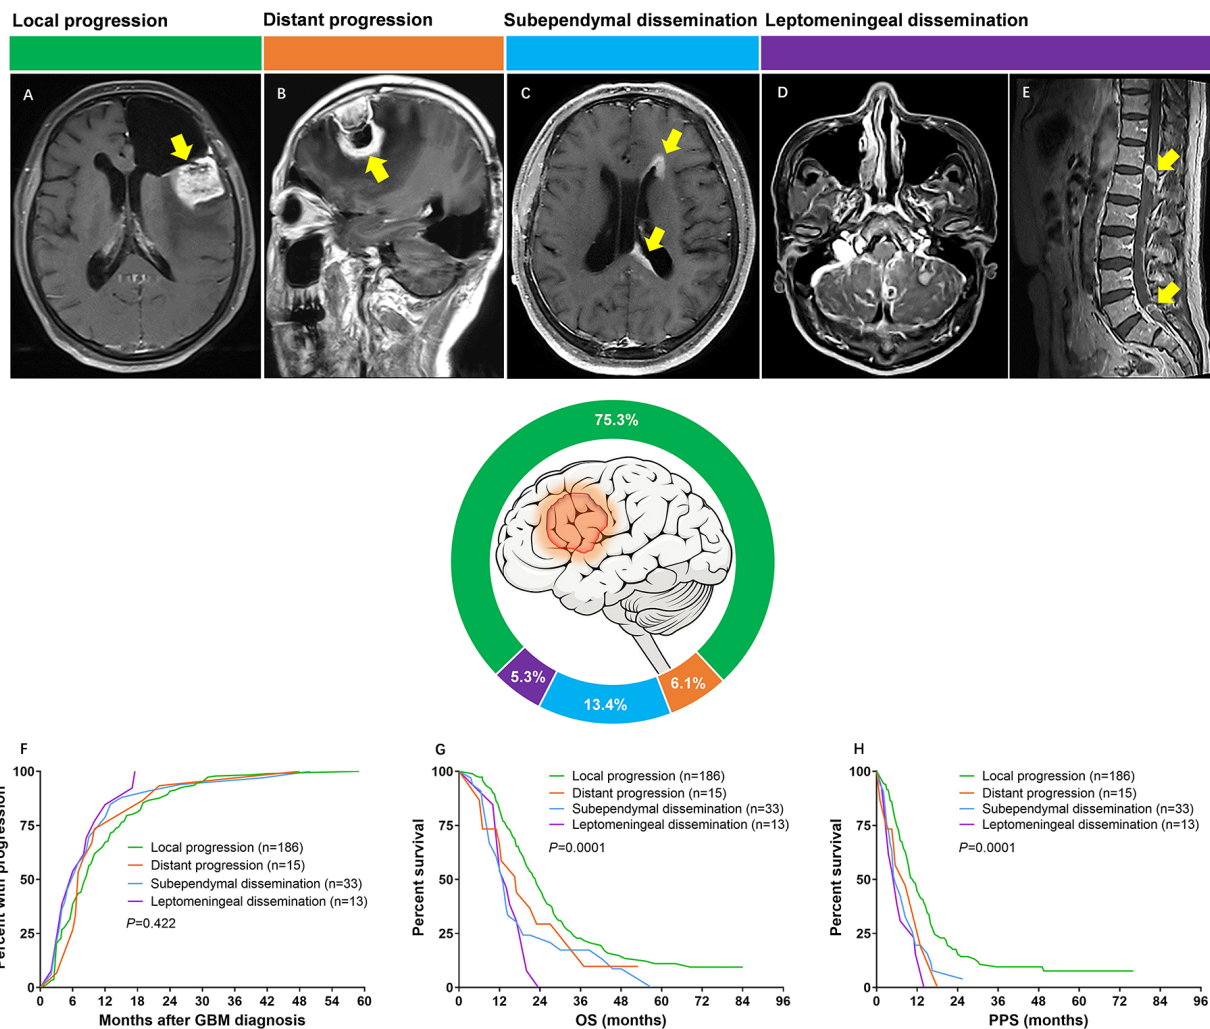 Local progression
Distant progression
Subependymal dissemination
Leptomeningeal dissemination
A
B
C
D
E
75.3%
5.3%
13.4%
6.1%
F
Percent with progression
100
75
50
25
0
Local progression (n=186)
Distant progression (n=15)
Subependymal dissemination (n=33)
Leptomeningeal dissemination (n=13)
P=0.422
0 6 12 18 24 30 36 42 48 54 60
Months after GBM diagnosis
G
Percent survival
100
75
50
25
0
Local progression (n=186)
Distant progression (n=15)
Subependymal dissemination (n=33)
Leptomeningeal dissemination (n=13)
P=0.0001
0 12 24 36 48 60 72 84 96
OS (months)
H
Percent survival
100
75
50
25
0
Local progression (n=186)
Distant progression (n=15)
Subependymal dissemination (n=33)
Leptomeningeal dissemination (n=13)
P=0.0001
0 12 24 36 48 60 72 84 96
PPS (months)